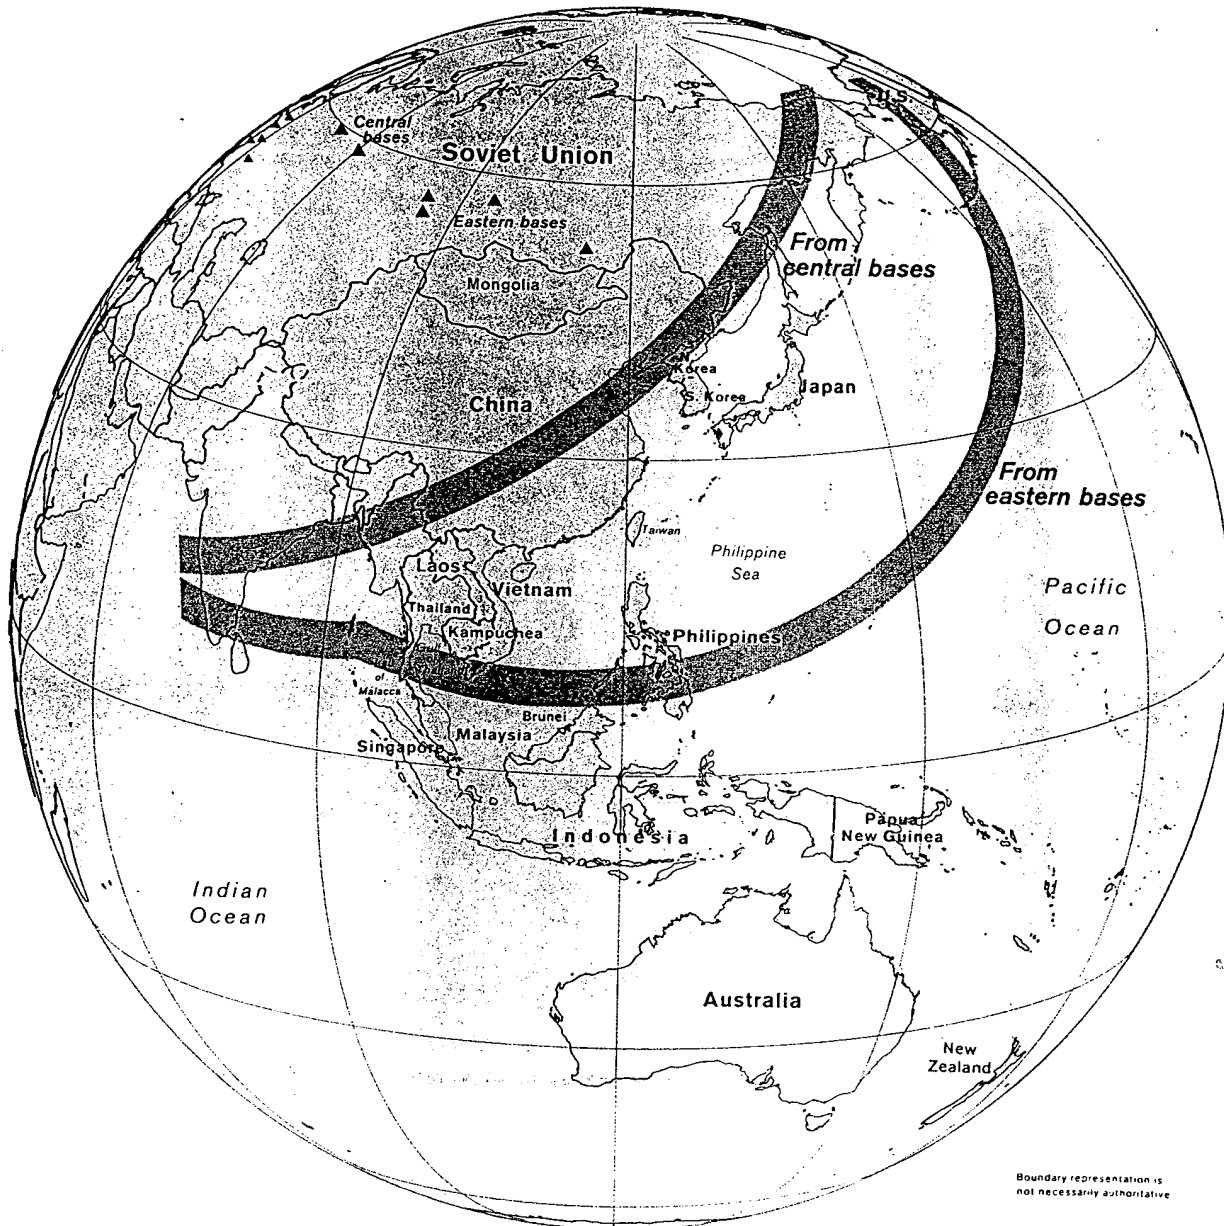 U.S.
Central
bases
Soviet Union
Eastern bases
Mongolia
From
central bases
N.
Korea
S. Korea
Japan
China
From
eastern bases
Taiwan
Philippine
Sea
Laos
Vietnam
Thailand
Kampuchea
Pacific
Ocean
Philippines
of
Malacca
Brunei
Malaysia
Singapore
Papua
New Guinea
Indonesia
Indian
Ocean
Australia
New
Zealand
Boundary representation is
not necessarily authoritative